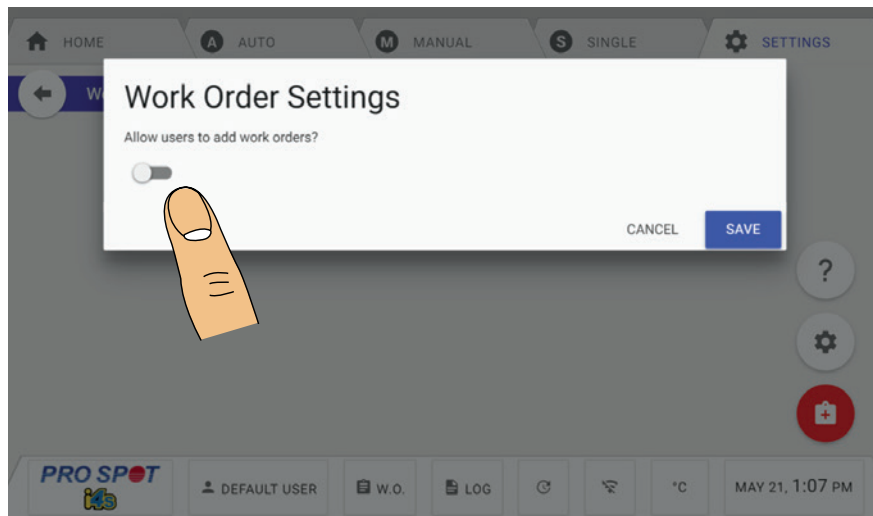 HOME
A AUTO
M MANUAL
S SINGLE
SETTINGS
W
Work Order Settings
Allow users to add work orders?
CANCEL
SAVE
?
PRO SPOT
i4s
DEFAULT USER
W.O.
LOG
°C
MAY 21, 1:07 PM